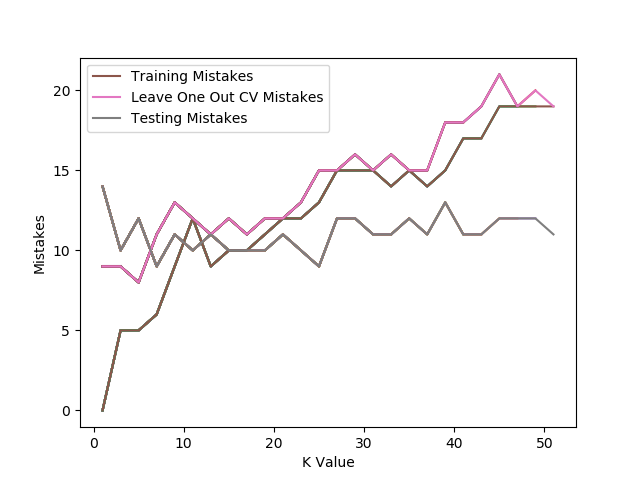 Training Mistakes
Leave One Out CV Mistakes
Testing Mistakes
20
15
10
5
0
Mistakes
0 10 20 30 40 50
K Value